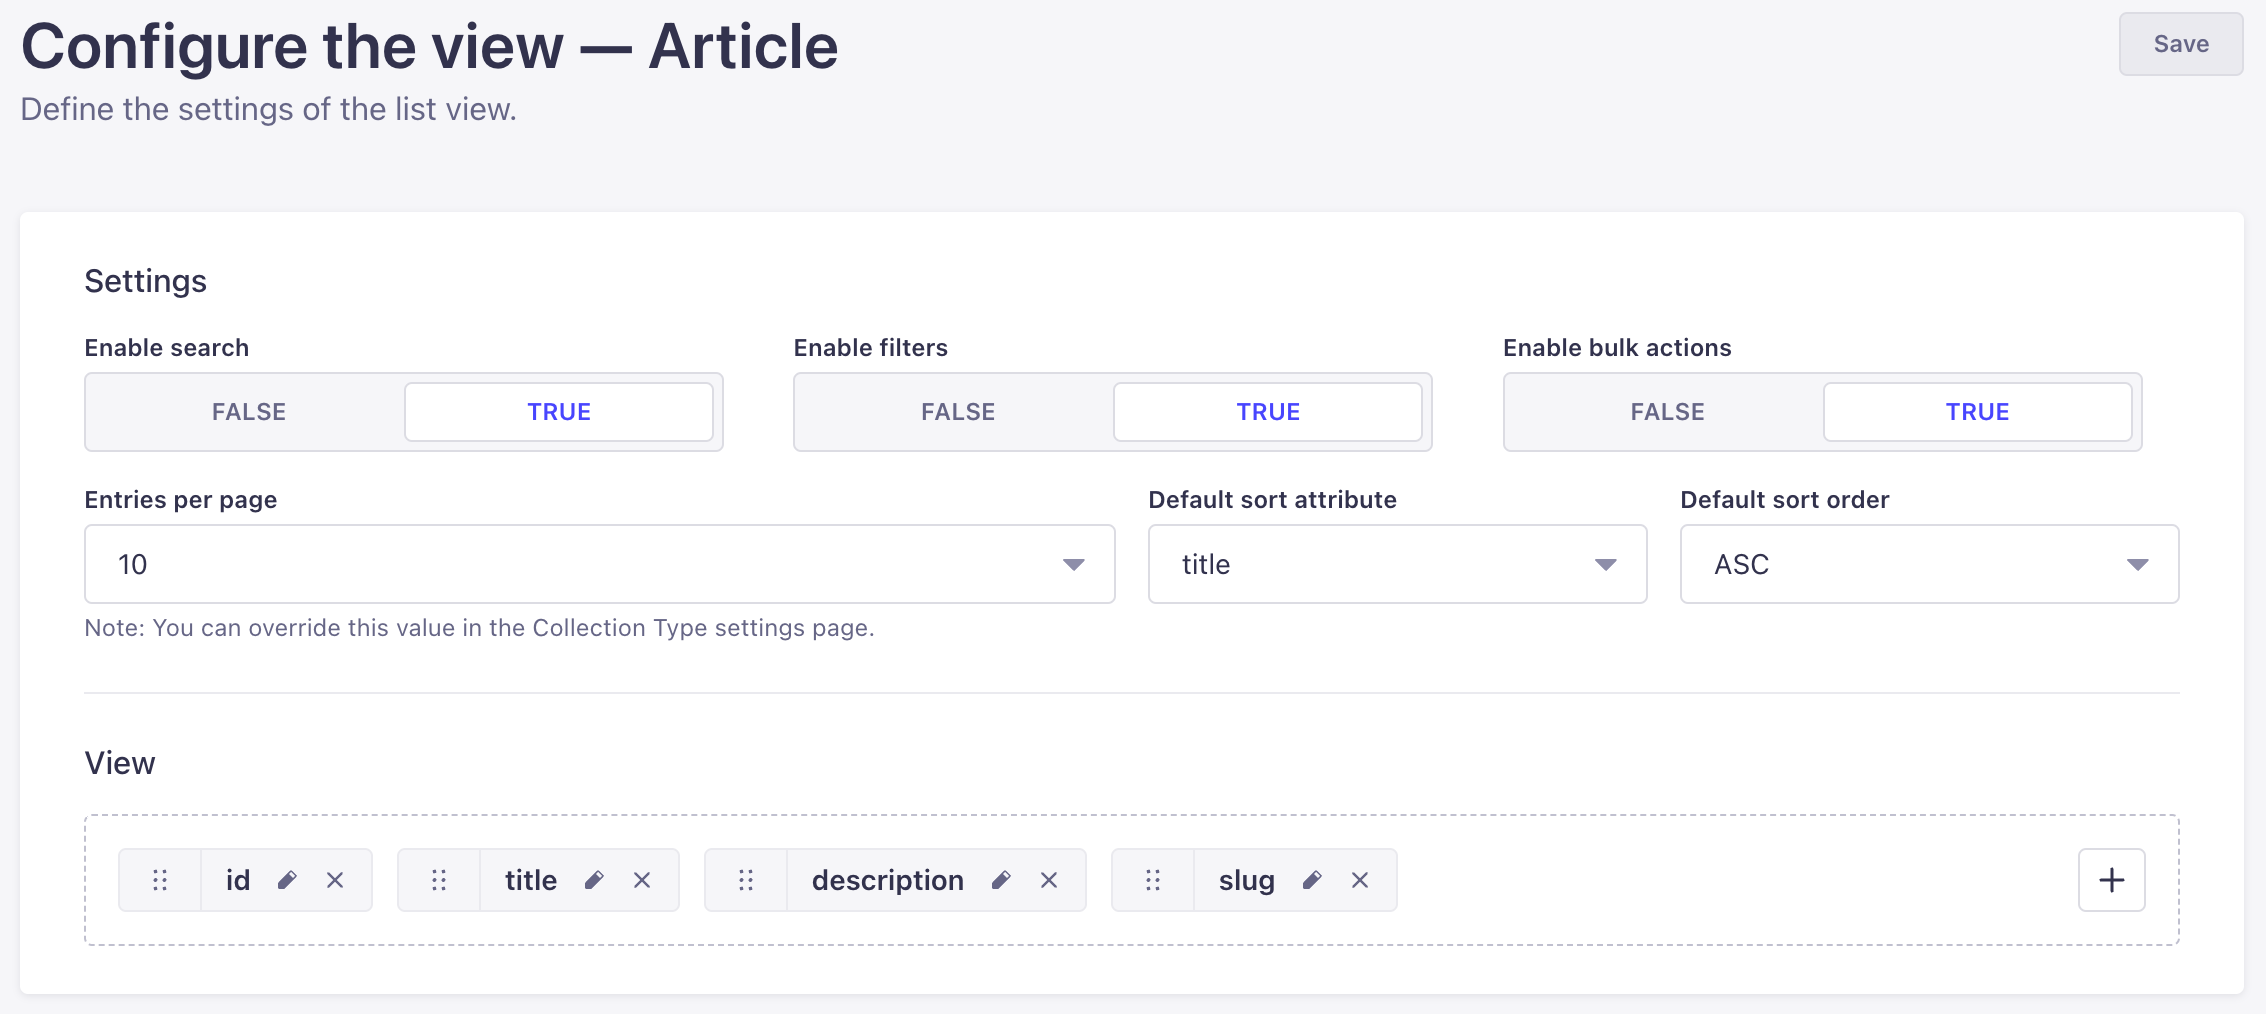 Configure the view — Article
Save
Define the settings of the list view.
Settings
Enable search
Enable filters
Enable bulk actions
FALSE TRUE
FALSE TRUE
FALSE TRUE
Entries per page
Default sort attribute
Default sort order
10
title
ASC
Note: You can override this value in the Collection Type settings page.
View
id
title
description
slug